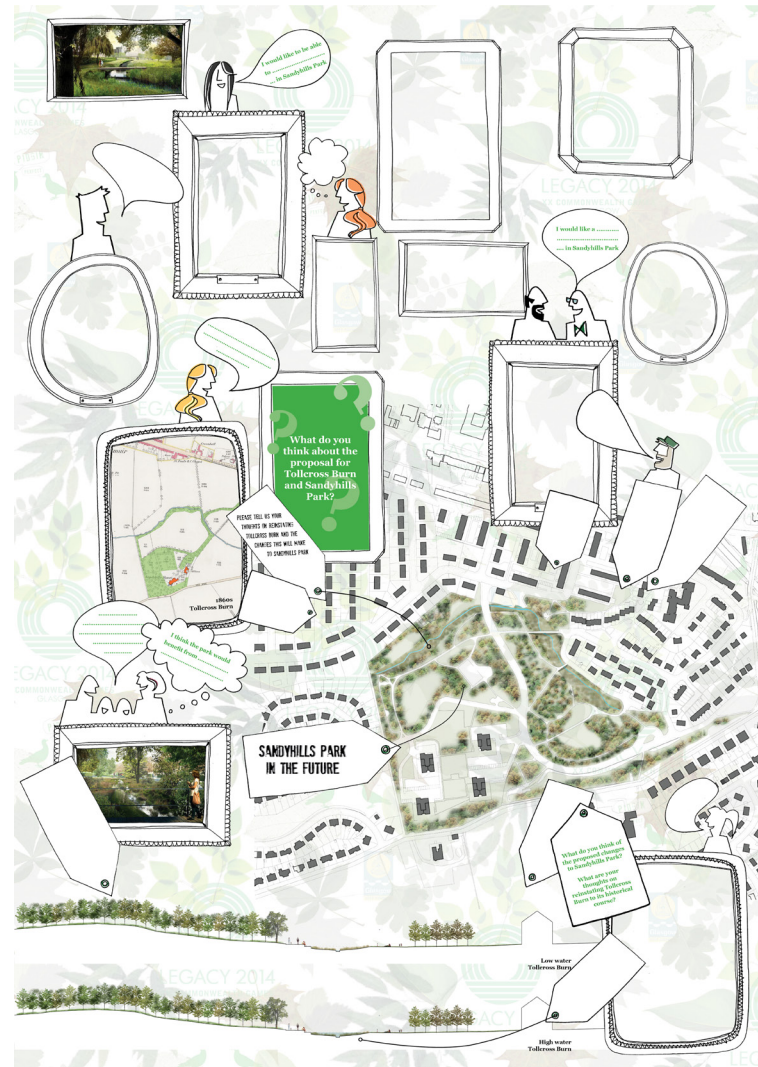 I would like to be able
to ........................
... in Sandyhills Park
LEGACY 2014
I would like a ............
................................
.... in Sandyhills Park
What do you
think about the
proposal for
Tollcross Burn
and Sandyhills
Park?
PLEASE TELL US YOUR
THOUGHTS ON REINSTATING
TOLLCROSS BURN AND THE
CHANGES THIS WILL MAKE
TO SANDYHILLS PARK
1860s
Tollcross Burn
I think the park would
benefit from ................
SANDYHILLS PARK
IN THE FUTURE
What do you think of
the proposed changes
to Sandyhills Park?
What are your
thoughts on
reinstating Tollcross
Burn to its historical
course?
Low water
Tollcross Burn
LEGACY 2014
High water
Tollcross Burn